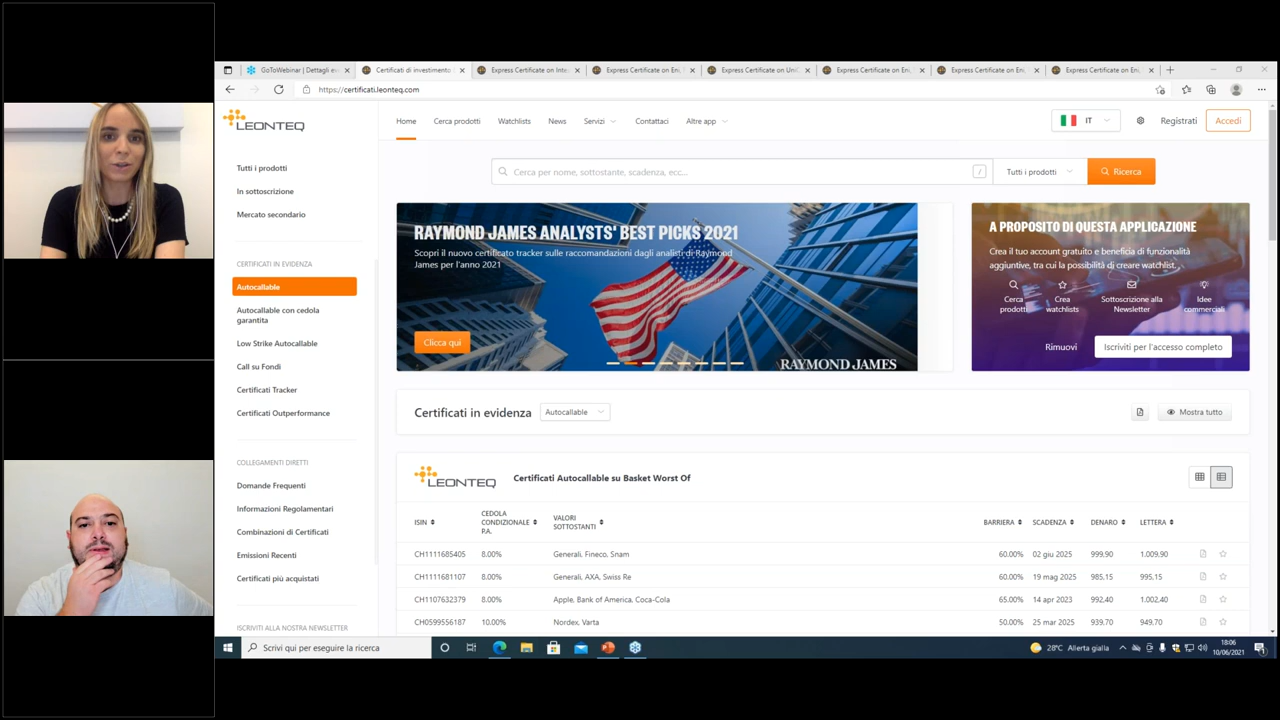 GoToWebinar | Dettagli ev
Certificati di investimento
Express Certificate on Inte
Express Certificate on Eni,
Express Certificate on UniC
Express Certificate on Eni,
Express Certificate on Eni,
Express Certificate on Eni,
https://certificati.leonteq.com
LEONTEQ
Home
Cerca prodotti
Watchlists
News
Servizi
Contattaci
Altre app
IT
Registrati
Accedi
Tutti i prodotti
In sottoscrizione
Mercato secondario
CERTIFICATI IN EVIDENZA
Autocallable
Autocallable con cedola
garantita
Low Strike Autocallable
Call su Fondi
Certificati Tracker
Certificati Outperformance
COLLEGAMENTI DIRETTI
Domande Frequenti
Informazioni Regolamentari
Combinazioni di Certificati
Emissioni Recenti
Certificati più acquistati
ISCRIVITI ALLA NOSTRA NEWSLETTER
Cerca per nome, sottostante, scadenza, ecc...
/
Tutti i prodotti
Ricerca
RAYMOND JAMES ANALYSTS' BEST PICKS 2021
Scopri il nuovo certificato tracker sulle raccomandazioni dagli analisti di Raymond
James per l'anno 2021
Clicca qui
RAYMOND JAMES
A PROPOSITO DI QUESTA APPLICAZIONE
Crea il tuo account gratuito e beneficia di funzionalità
aggiuntive, tra cui la possibilità di creare watchlist.
Cerca
prodotti
Crea
watchlists
Sottoscrizione alla
Newsletter
Idee
commerciali
Rimuovi
Iscriviti per l'accesso completo
Certificati in evidenza
Autocallable
Mostra tutto
LEONTEQ
Certificati Autocallable su Basket Worst Of
ISIN
CEDOLA
CONDIZIONALE
P.A.
VALORI
SOTTOSTANTI
BARRIERA
SCADENZA
DENARO
LETTERA
CH1111685405 8.00% Generali, Fineco, Snam 60.00% 02 giu 2025 999,90 1.009,90
CH1111681107 8.00% Generali, AXA, Swiss Re 60.00% 19 mag 2025 985,15 995,15
CH1107632379 8.00% Apple, Bank of America, Coca-Cola 65.00% 14 apr 2023 992,40 1.002,40
CH0599556187 10.00% Nordex, Varta 50.00% 25 mar 2025 939,70 949,70
Scrivi qui per eseguire la ricerca
28°C Allerta gialla
18:06
10/06/2021